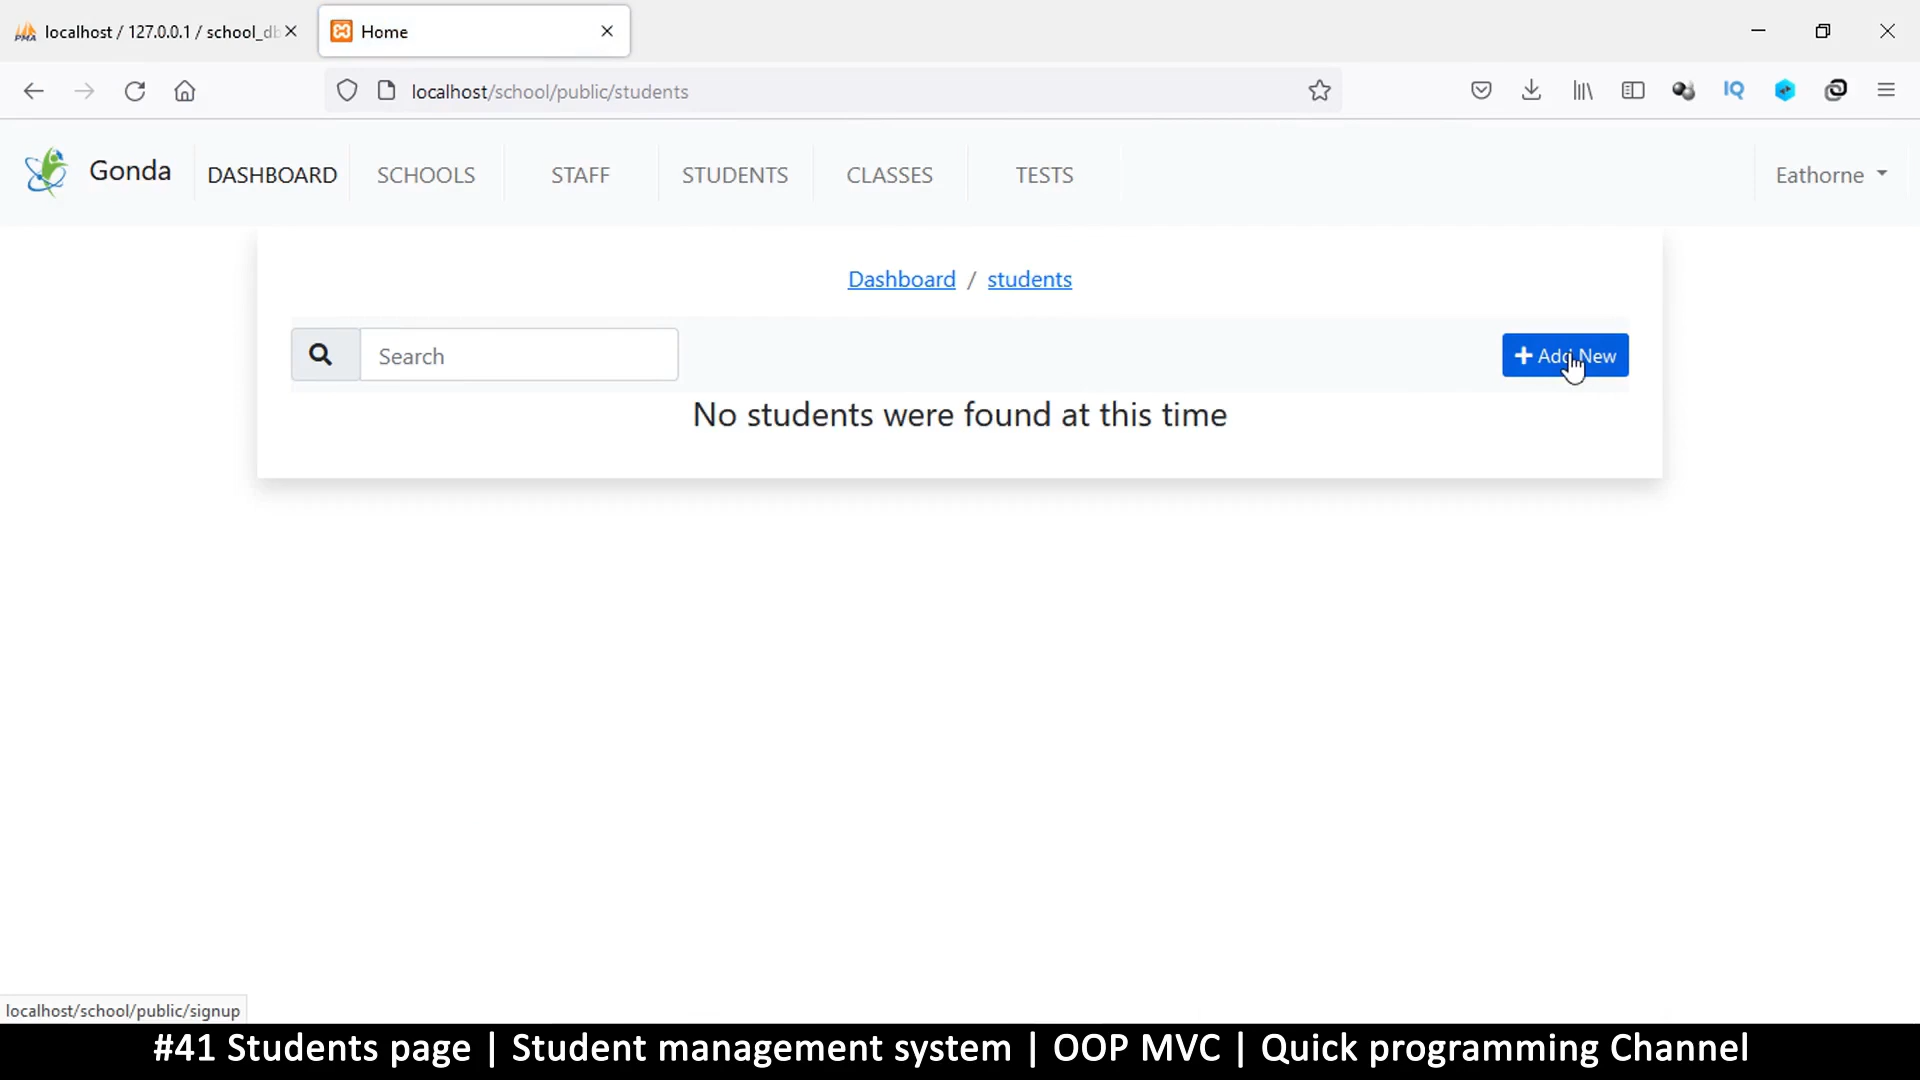 localhost / 127.0.0.1 / school_db
Home
localhost/school/public/students
IQ
Gonda
DASHBOARD
SCHOOLS
STAFF
STUDENTS
CLASSES
TESTS
Eathorne
Dashboard / students
Search
Add New
No students were found at this time
localhost/school/public/signup
#41 Students page | Student management system | OOP MVC | Quick programming Channel